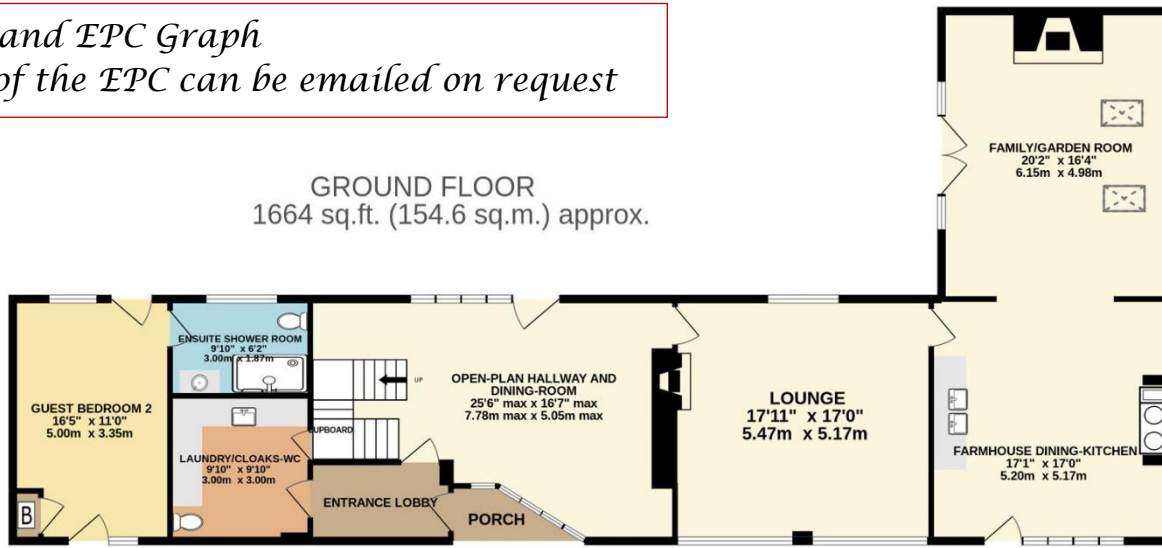 and EPC Graph
of the EPC can be emailed on request
GROUND FLOOR
1664 sq.ft. (154.6 sq.m.) approx.
FAMILY/GARDEN ROOM
20'2" x 16'4"
6.15m x 4.98m
ENSUITE SHOWER ROOM
9'10" x 6'2"
3.00m x 1.87m
GUEST BEDROOM 2
16'5" x 11'0"
5.00m x 3.35m
B
LAUNDRY/CLOAKS-WC
9'10" x 9'10"
3.00m x 3.00m
UP
CUPBOARD
OPEN-PLAN HALLWAY AND
DINING-ROOM
25'6" max x 16'7" max
7.78m max x 5.05m max
ENTRANCE LOBBY
PORCH
LOUNGE
17'11" x 17'0"
5.47m x 5.17m
FARMHOUSE DINING-KITCHEN
17'1" x 17'0"
5.20m x 5.17m